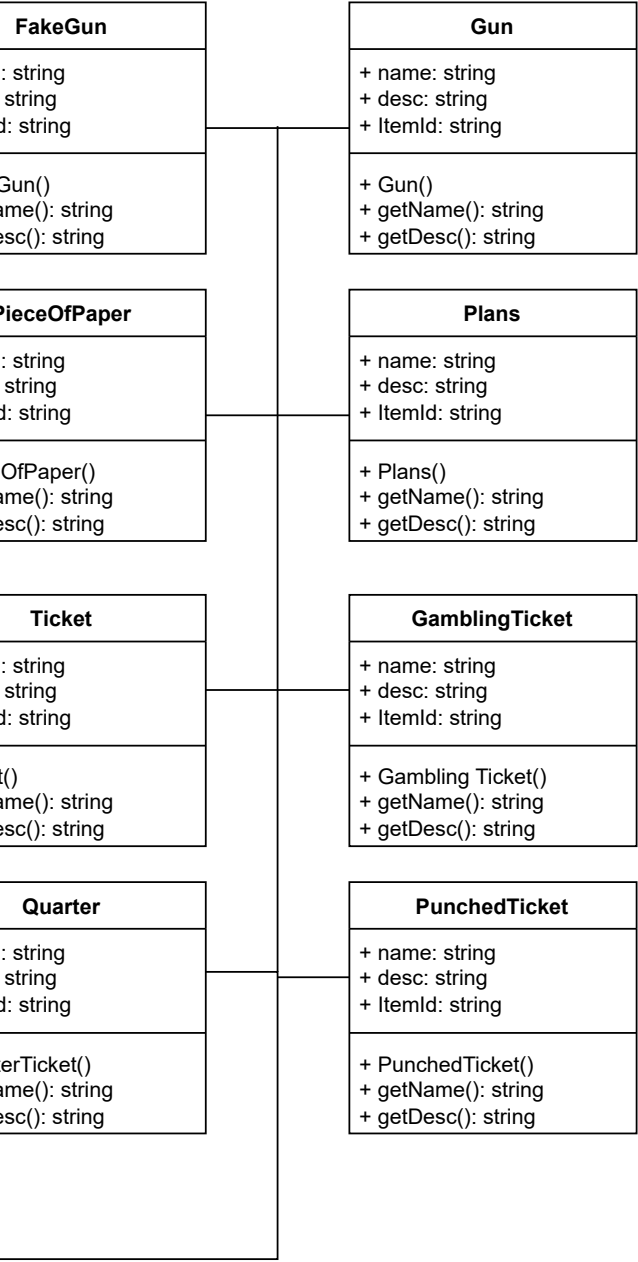 FakeGun
: string
string
d: string
Gun()
ame(): string
esc(): string
Gun
+ name: string
+ desc: string
+ ItemId: string
+ Gun()
+ getName(): string
+ getDesc(): string
PieceOfPaper
: string
string
d: string
OfPaper()
ame(): string
esc(): string
Plans
+ name: string
+ desc: string
+ ItemId: string
+ Plans()
+ getName(): string
+ getDesc(): string
Ticket
: string
string
d: string
t()
ame(): string
esc(): string
GamblingTicket
+ name: string
+ desc: string
+ ItemId: string
+ Gambling Ticket()
+ getName(): string
+ getDesc(): string
Quarter
: string
string
d: string
terTicket()
ame(): string
esc(): string
PunchedTicket
+ name: string
+ desc: string
+ ItemId: string
+ PunchedTicket()
+ getName(): string
+ getDesc(): string